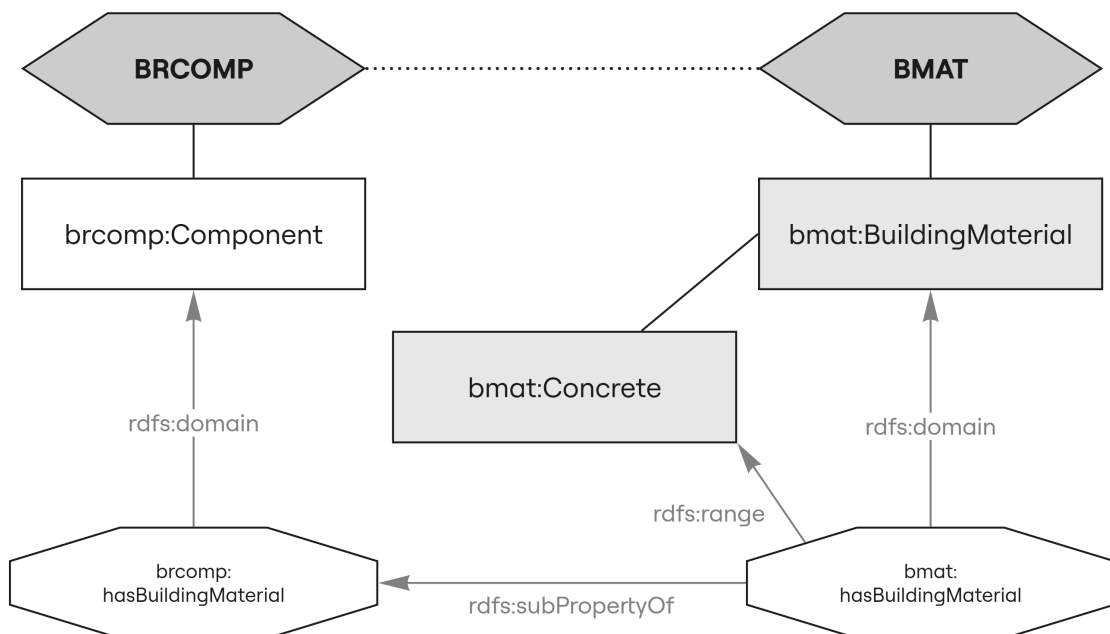 BRCOMP
BMAT
brcomp:Component
bmat:BuildingMaterial
bmat:Concrete
rdfs:domain
rdfs:domain
rdfs:range
brcomp:
hasBuildingMaterial
rdfs:subPropertyOf
bmat:
hasBuildingMaterial